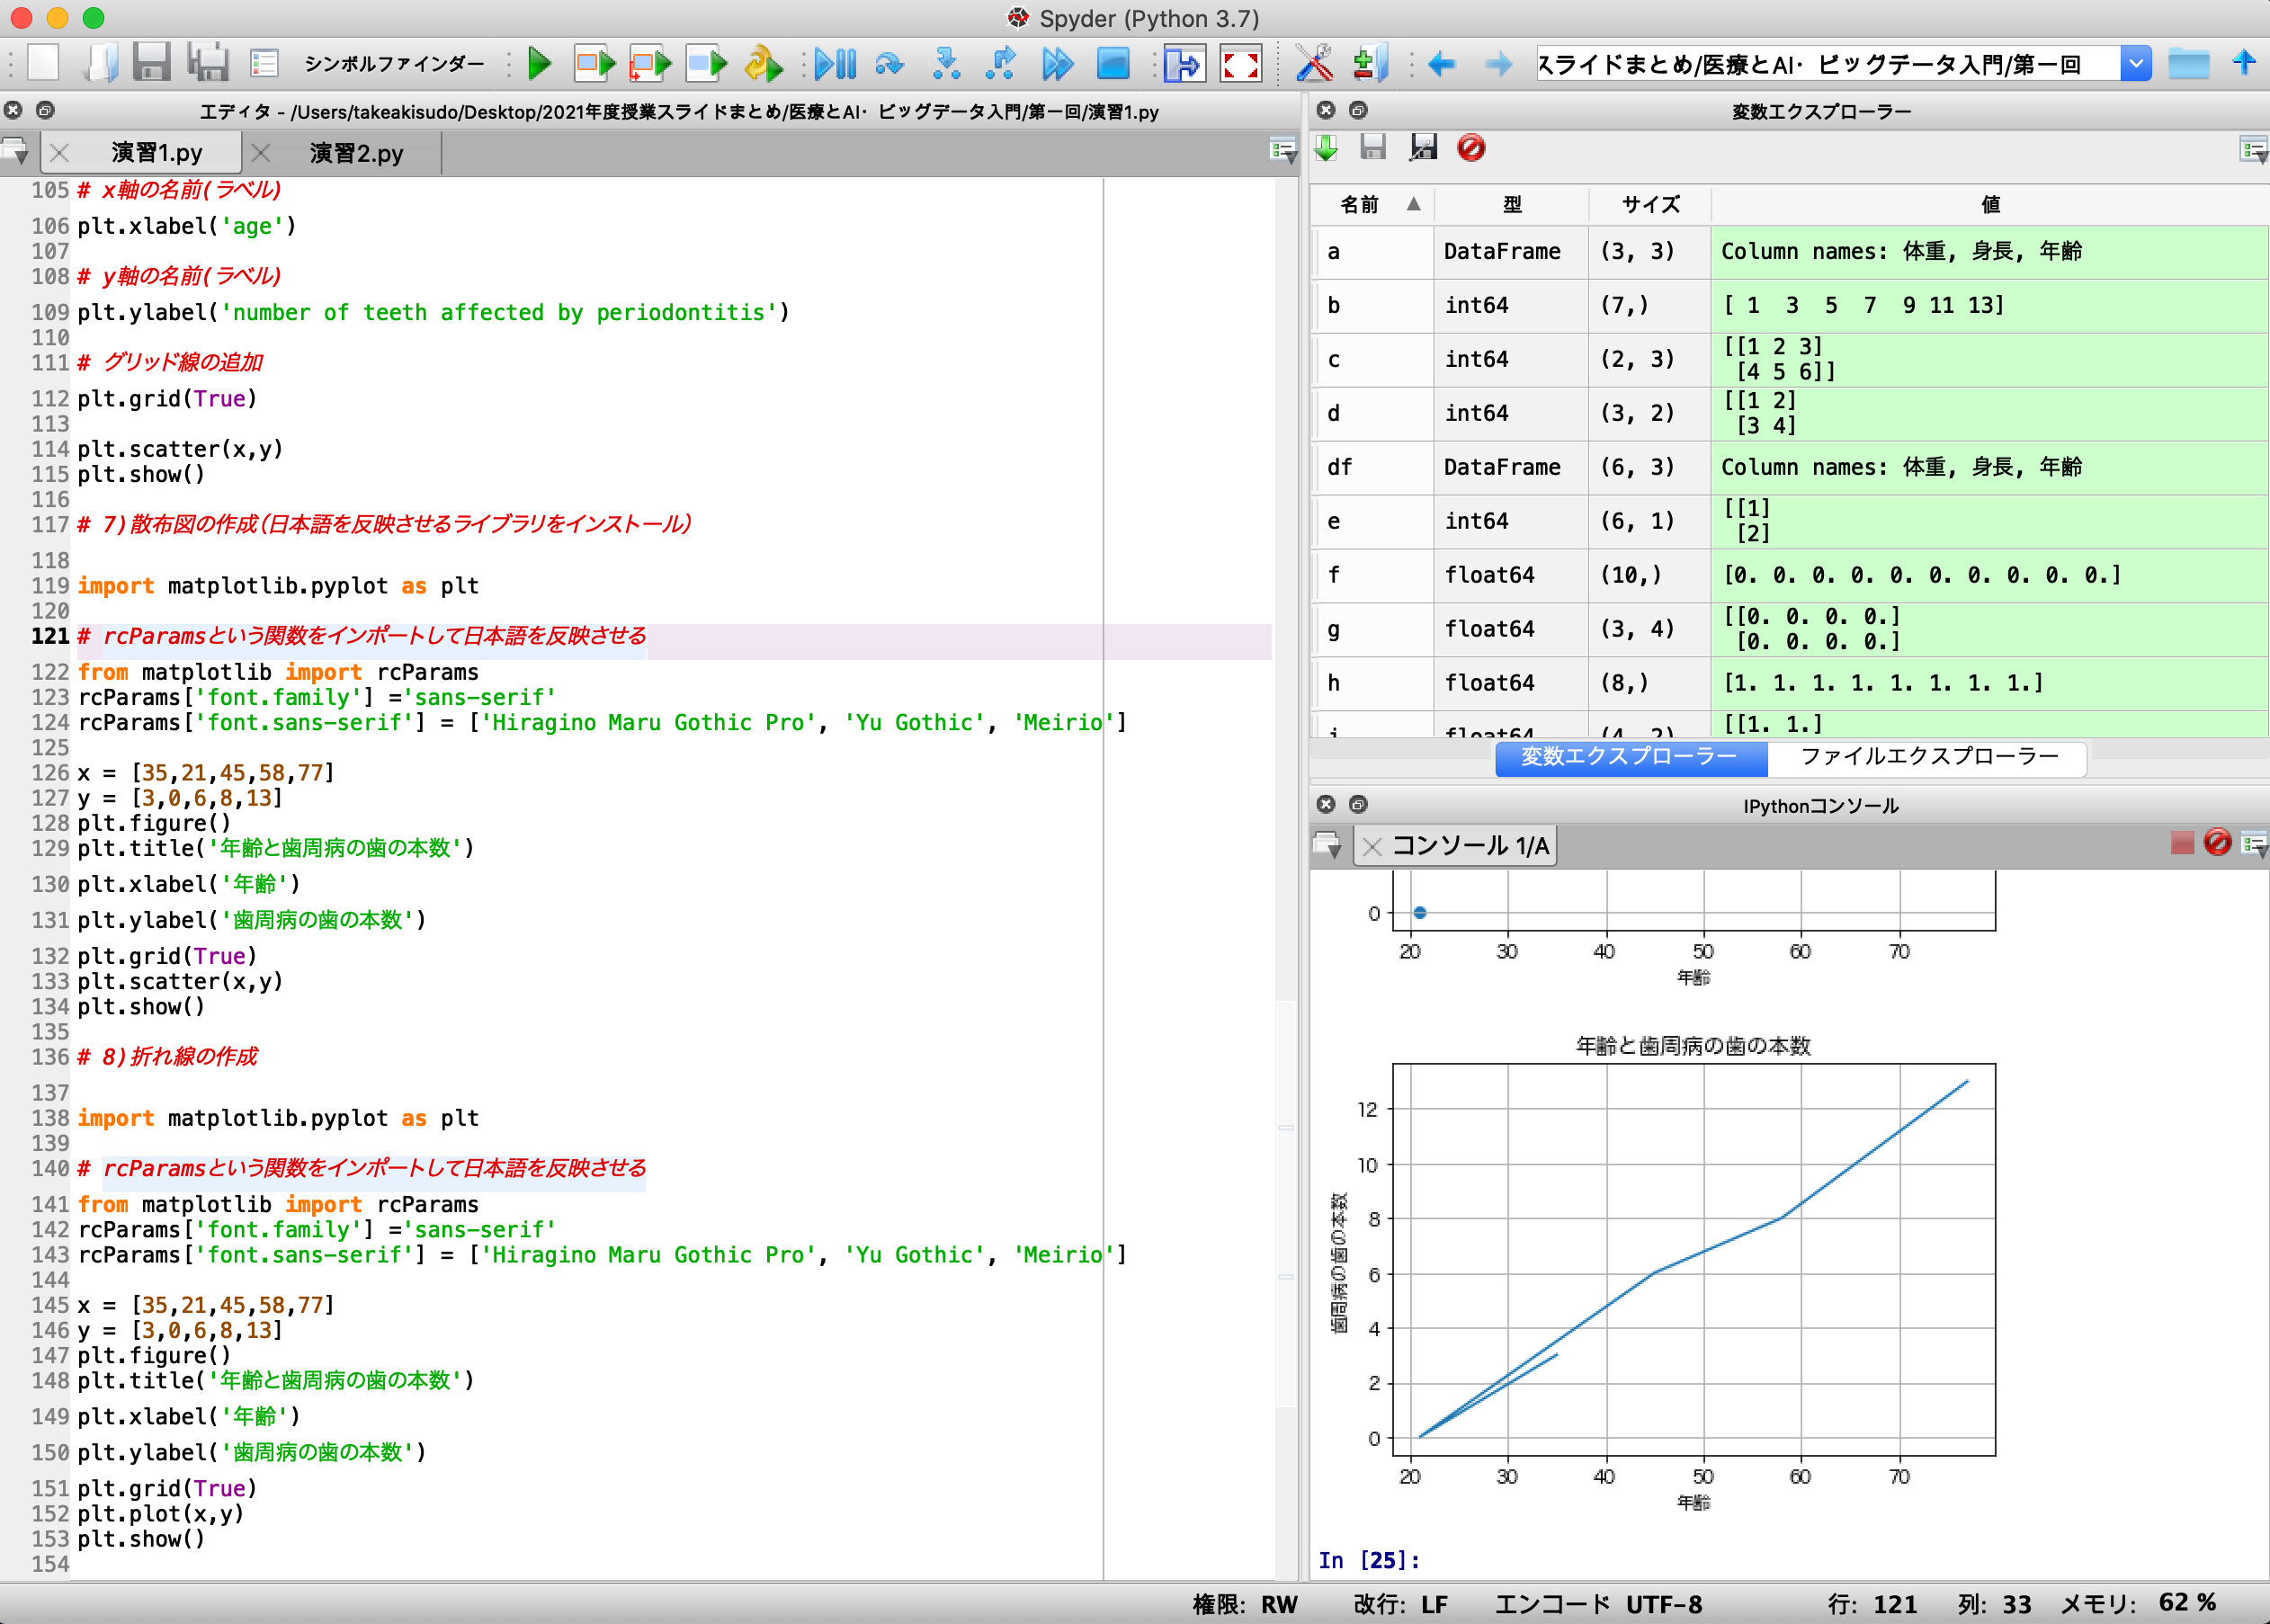 Spyder (Python 3.7)
シンボルファインダー
スライドまとめ/医療とAI・ビッグデータ入門/第一回
エディタ - /Users/takeakisudo/Desktop/2021年度授業スライドまとめ/医療とAI・ビッグデータ入門/第一回/演習1.py
演習1.py
演習2.py
105 # x軸の名前(ラベル)
106 plt.xlabel('age')
107
108 # y軸の名前(ラベル)
109 plt.ylabel('number of teeth affected by periodontitis')
110
111 # グリッド線の追加
112 plt.grid(True)
113
114 plt.scatter(x,y)
115 plt.show()
116
117 # 7)散布図の作成(日本語を反映させるライブラリをインストール)
118
119 import matplotlib.pyplot as plt
120
121 # rcParamsという関数をインポートして日本語を反映させる
122 from matplotlib import rcParams
123 rcParams['font.family'] ='sans-serif'
124 rcParams['font.sans-serif'] = ['Hiragino Maru Gothic Pro', 'Yu Gothic', 'Meirio']
125
126 x = [35,21,45,58,77]
127 y = [3,0,6,8,13]
128 plt.figure()
129 plt.title('年齢と歯周病の歯の本数')
130 plt.xlabel('年齢')
131 plt.ylabel('歯周病の歯の本数')
132 plt.grid(True)
133 plt.scatter(x,y)
134 plt.show()
135
136 # 8)折れ線の作成
137
138 import matplotlib.pyplot as plt
139
140 # rcParamsという関数をインポートして日本語を反映させる
141 from matplotlib import rcParams
142 rcParams['font.family'] ='sans-serif'
143 rcParams['font.sans-serif'] = ['Hiragino Maru Gothic Pro', 'Yu Gothic', 'Meirio']
144
145 x = [35,21,45,58,77]
146 y = [3,0,6,8,13]
147 plt.figure()
148 plt.title('年齢と歯周病の歯の本数')
149 plt.xlabel('年齢')
150 plt.ylabel('歯周病の歯の本数')
151 plt.grid(True)
152 plt.plot(x,y)
153 plt.show()
154
変数エクスプローラー
名前 ▲ 型 サイズ 値
a DataFrame (3, 3) Column names: 体重, 身長, 年齢
b int64 (7,) [ 1 3 5 7 9 11 13]
c int64 (2, 3) [[1 2 3]
[4 5 6]]
d int64 (3, 2) [[1 2]
[3 4]
df DataFrame (6, 3) Column names: 体重, 身長, 年齢
e int64 (6, 1) [[1]
[2]
f float64 (10,) [0. 0. 0. 0. 0. 0. 0. 0. 0. 0.]
g float64 (3, 4) [[0. 0. 0. 0.]
[0. 0. 0. 0.]
h float64 (8,) [1. 1. 1. 1. 1. 1. 1. 1.]
i float64 (4, 2) [[1. 1.]
変数エクスプローラー ファイルエクスプローラー
IPythonコンソール
コンソール 1/A
0
20 30 40 50 60 70
年齢
年齢と歯周病の歯の本数
12
10
8
6
4
2
0
歯周病の歯の本数
20 30 40 50 60 70
年齢
In [25]:
権限: RW 改行: LF エンコード UTF-8 行: 121 列: 33 メモリ: 62 %